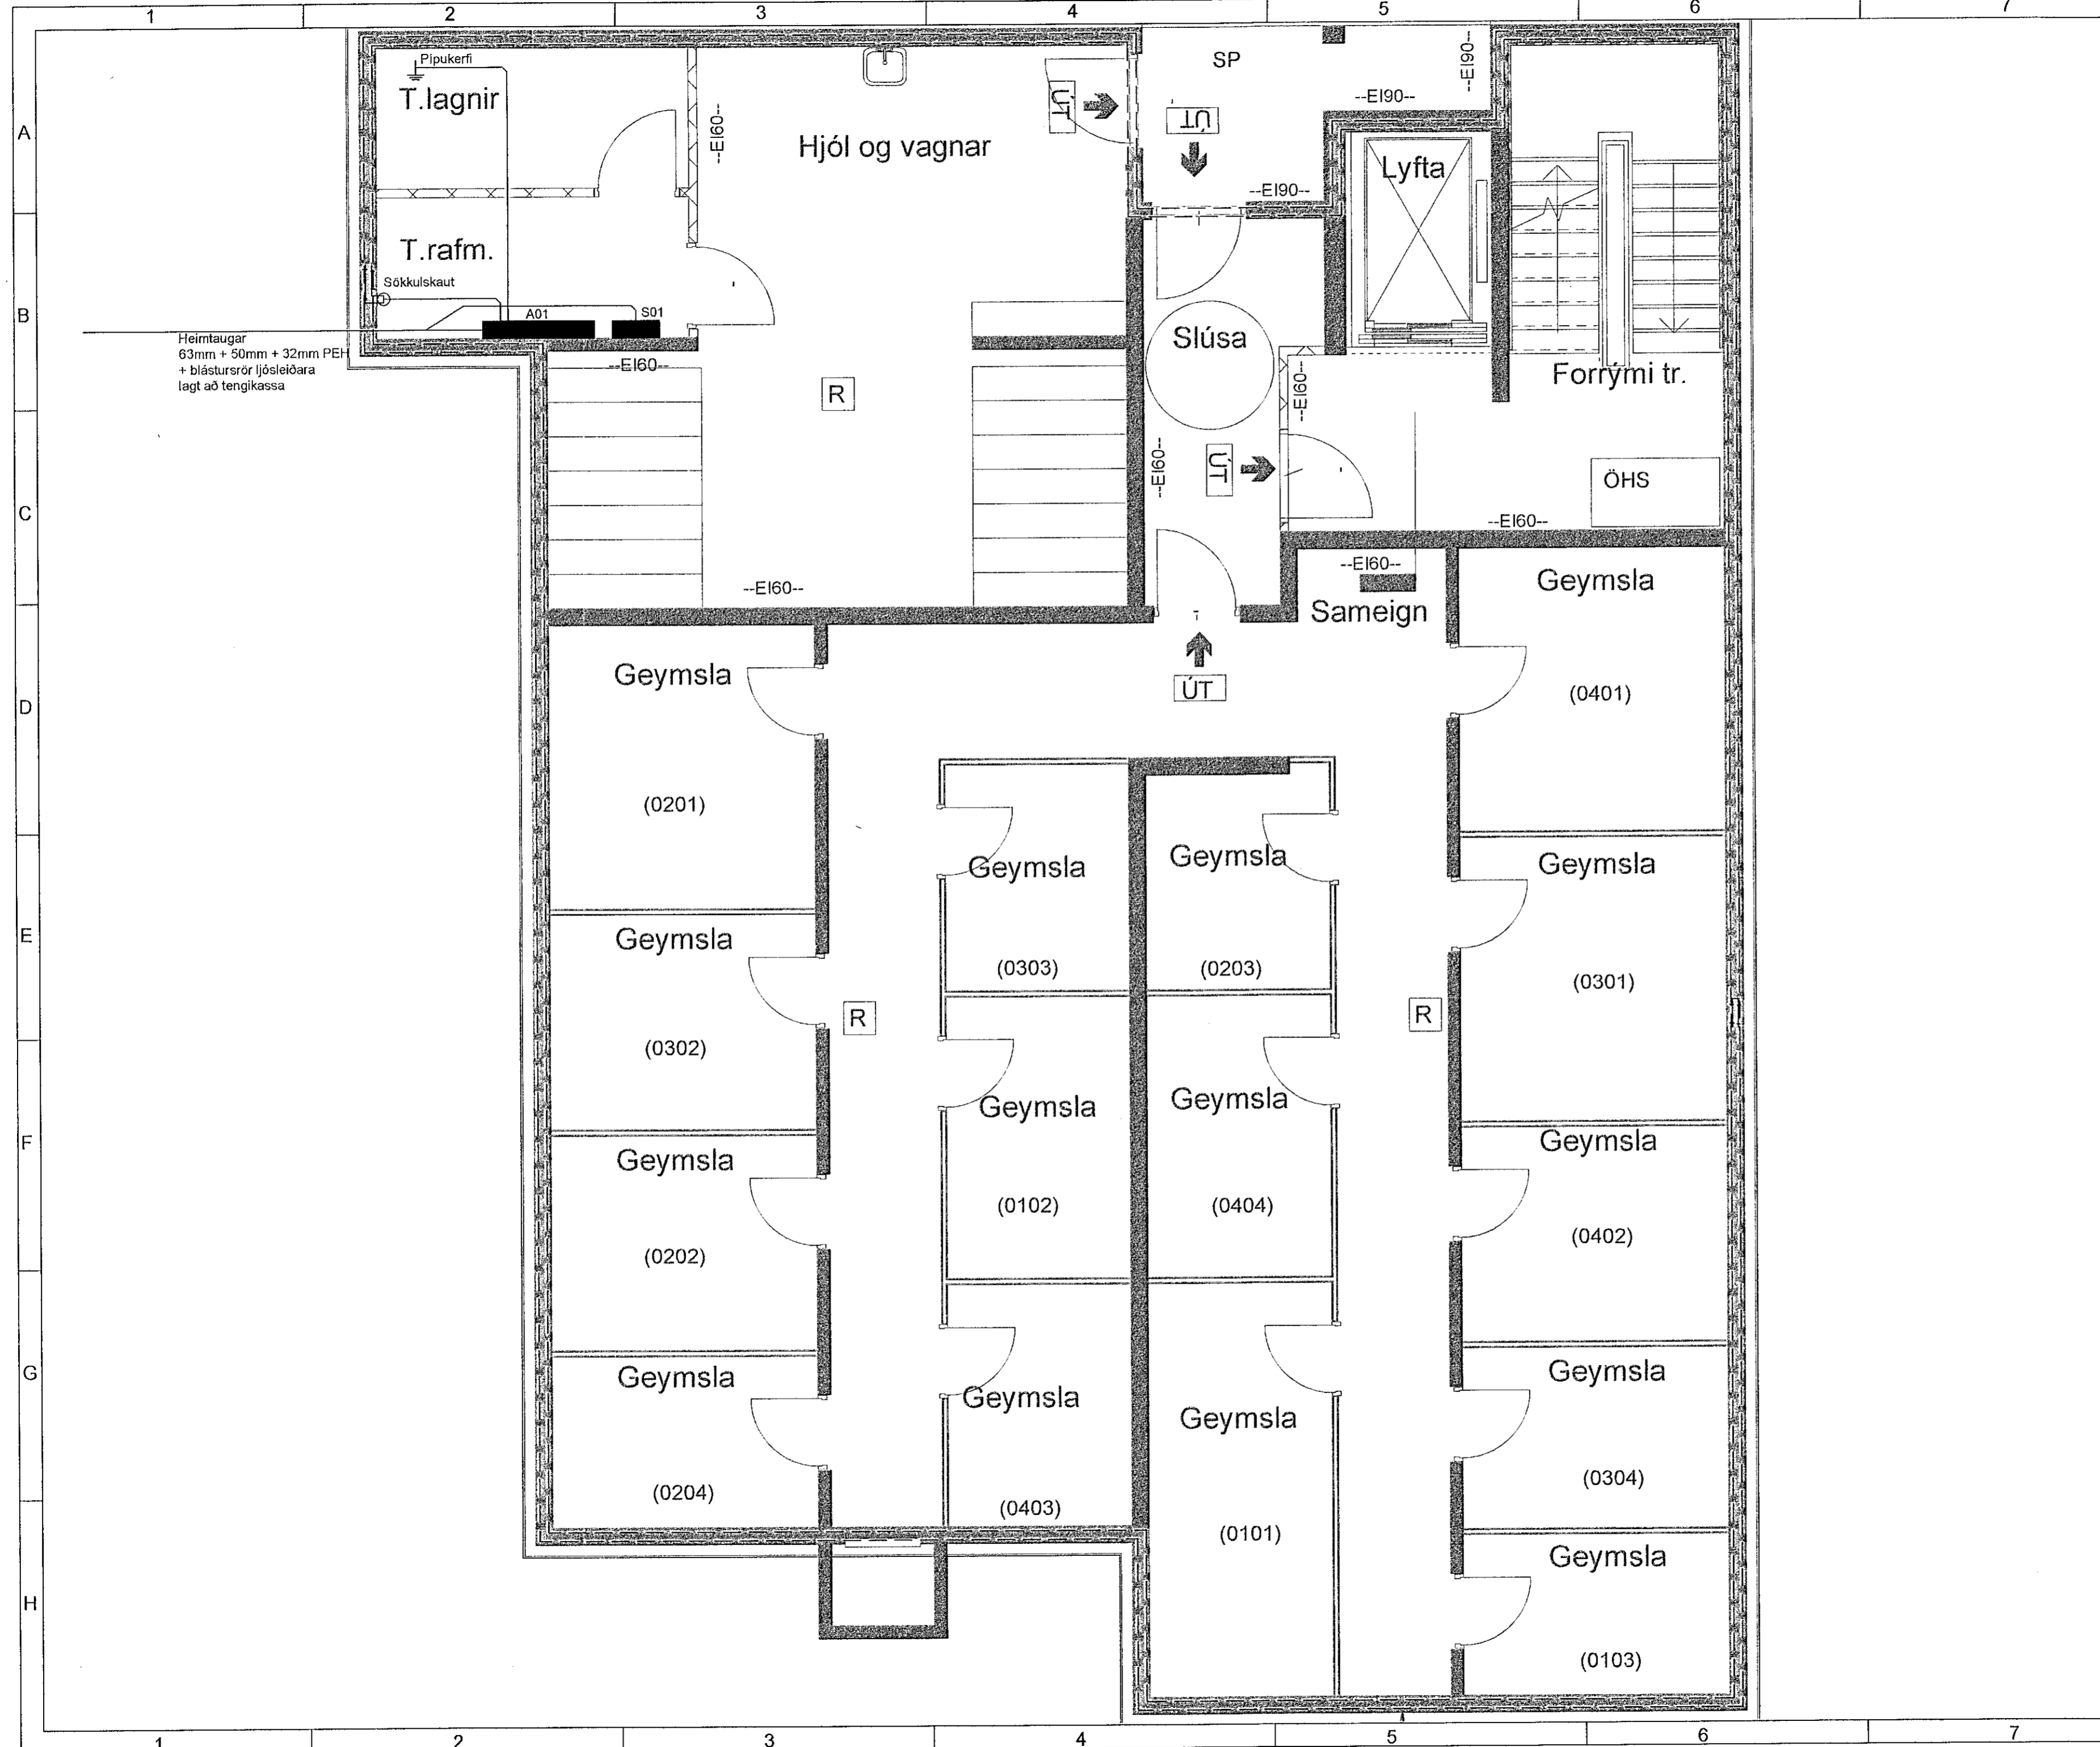 1 2 3 4 5 6 7
A
B
C
D
E
F
G
H
Pipukerfi
T.lagnir
--EI60--
Hjól og vagnar
ÚT
SP
ÚT
--EI90--
--EI90--
--EI90--
Lyfta
T.rafm.
Sökkulskaut
A01
S01
Heimtaugar
63mm + 50mm + 32mm PEH
+ blástursrör ljósleiðara
lagt að tengikassa
--EI60--
R
Slúsa
--EI60--
--EI60--
ÚT
Forrými tr.
ÖHS
--EI60--
--EI60--
--EI60--
Sameign
ÚT
Geymsla
(0401)
Geymsla
(0201)
Geymsla
(0303)
Geymsla
(0203)
Geymsla
(0301)
Geymsla
(0302)
R
R
Geymsla
(0102)
Geymsla
(0404)
Geymsla
(0402)
Geymsla
(0202)
Geymsla
(0204)
Geymsla
(0403)
Geymsla
(0101)
Geymsla
(0304)
Geymsla
(0103)
1 2 3 4 5 6 7